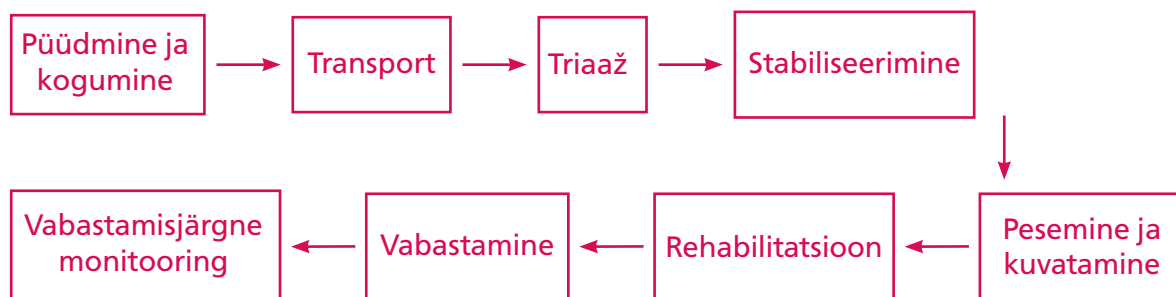 Püüdmine ja
kogumine
Transport
Triaaž
Stabiliseerimine
Pesemine ja
kuvatamine
Rehabilitatsioon
Vabastamine
Vabastamisjärgne
monitooring